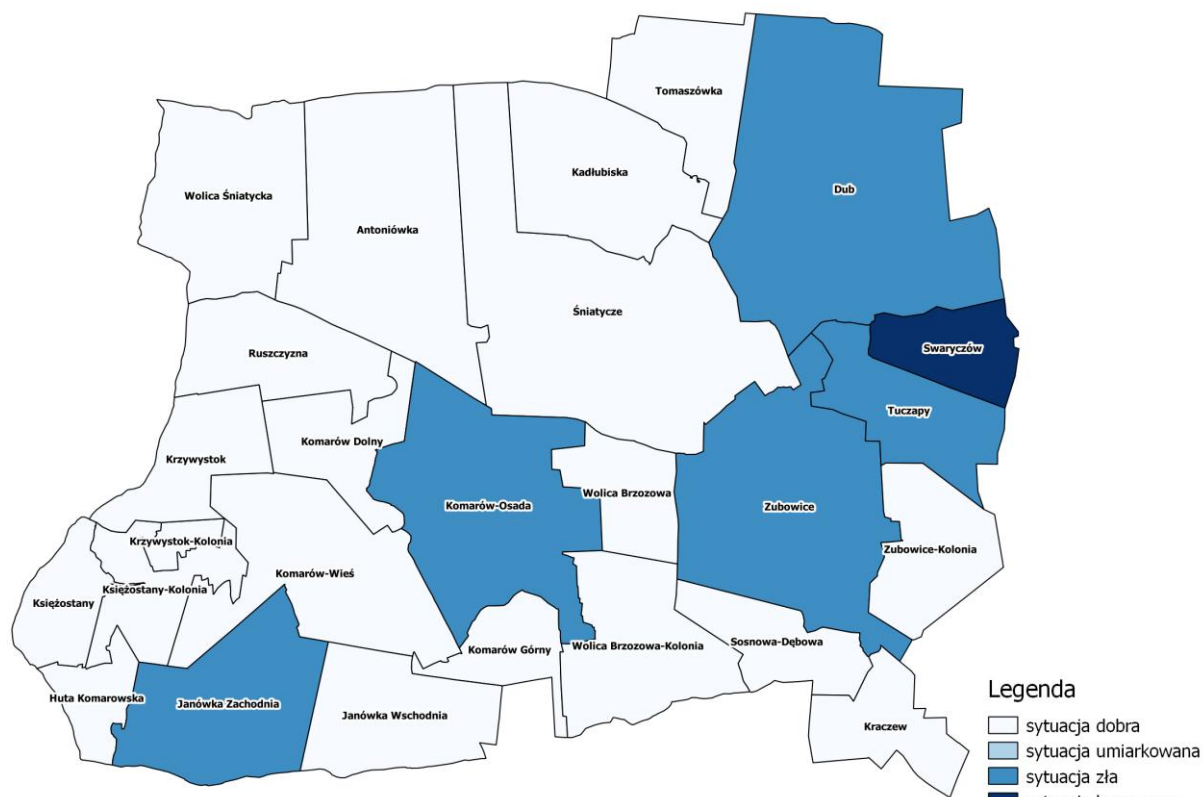 Tomaszówka
Kadłubiska
Dub
Wolica Śniatycka
Antoniówka
Śniatycze
Swaryczów
Ruszczyzna
Tuczapy
Komarów Dolny
Krzywystok
Wolica Brzozowa
Komarów-Osada
Zubowice
Krzywystok-Kolonia
Zubowice-Kolonia
Komarów-Wieś
Księżostany-Kolonia
Księżostany
Sosnowa-Dębowa
Komarów Górny
Wolica Brzozowa-Kolonia
Huta Komarowska
Janówka Zachodnia
Janówka Wschodnia
Kraczew
Legenda
sytuacja dobra
sytuacja umiarkowana
sytuacja zła